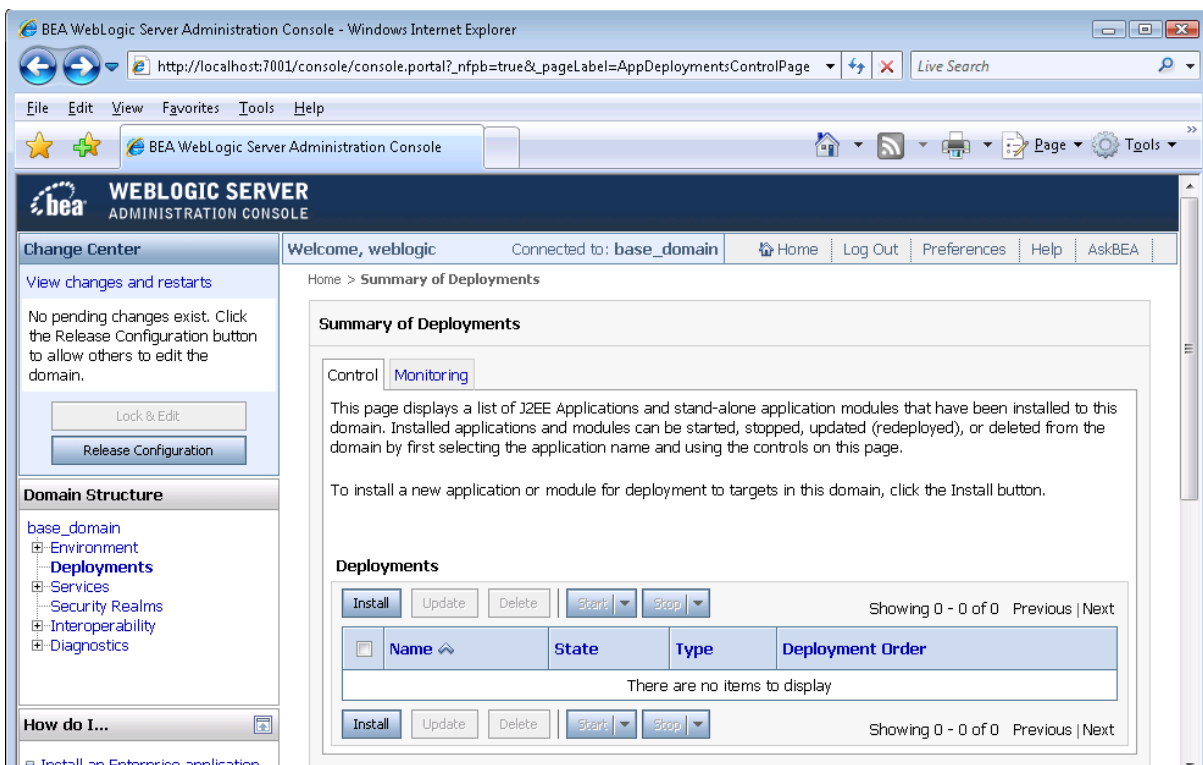 BEA WebLogic Server Administration Console - Windows Internet Explorer
http://localhost:7001/console/console.portal?_nfpb=true&_pageLabel=AppDeploymentsControlPage
Live Search
File Edit View Favorites Tools Help
BEA WebLogic Server Administration Console
Page Tools
bea
WEBLOGIC SERVER
ADMINISTRATION CONSOLE
Change Center
View changes and restarts
No pending changes exist. Click
the Release Configuration button
to allow others to edit the
domain.
Lock & Edit
Release Configuration
Domain Structure
base_domain
Environment
Deployments
Services
Security Realms
Interoperability
Diagnostics
How do I...
Install an Enterprise application
Welcome, weblogic Connected to: base_domain Home Log Out Preferences Help AskBEA
Home > Summary of Deployments
Summary of Deployments
Control Monitoring
This page displays a list of J2EE Applications and stand-alone application modules that have been installed to this
domain. Installed applications and modules can be started, stopped, updated (redeployed), or deleted from the
domain by first selecting the application name and using the controls on this page.
To install a new application or module for deployment to targets in this domain, click the Install button.
Deployments
Install Update Delete Start Stop Showing 0 - 0 of 0 Previous | Next
Name State Type Deployment Order
There are no items to display
Install Update Delete Start Stop Showing 0 - 0 of 0 Previous | Next